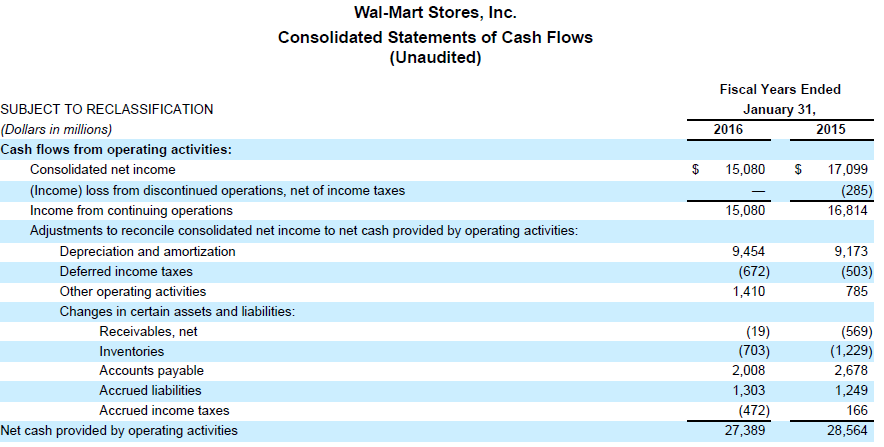 Wal-Mart Stores, Inc.
Consolidated Statements of Cash Flows
(Unaudited)
Fiscal Years Ended
SUBJECT TO RECLASSIFICATION January 31,
(Dollars in millions) 2016 2015
Cash flows from operating activities:
Consolidated net income $ 15,080 $ 17,099
(Income) loss from discontinued operations, net of income taxes — (285)
Income from continuing operations 15,080 16,814
Adjustments to reconcile consolidated net income to net cash provided by operating activities:
Depreciation and amortization 9,454 9,173
Deferred income taxes (672) (503)
Other operating activities 1,410 785
Changes in certain assets and liabilities:
Receivables, net (19) (569)
Inventories (703) (1,229)
Accounts payable 2,008 2,678
Accrued liabilities 1,303 1,249
Accrued income taxes (472) 166
Net cash provided by operating activities 27,389 28,564